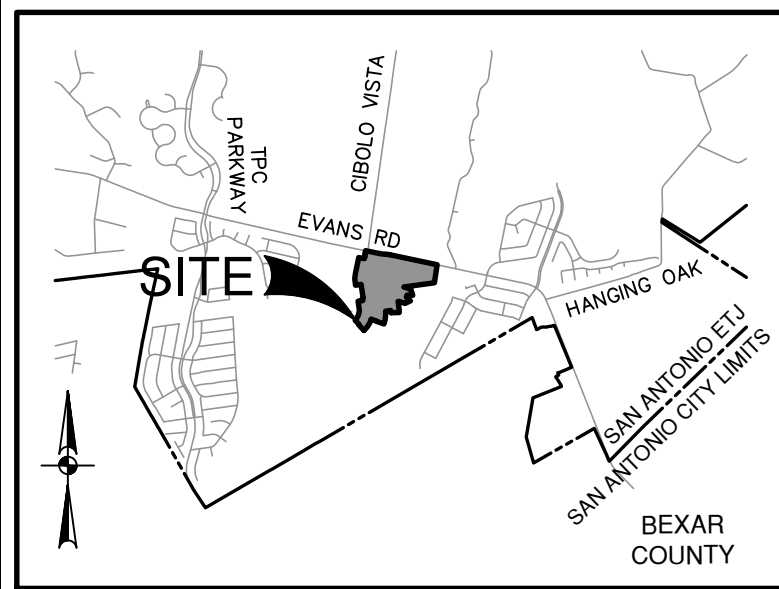 CIBOLO VISTA
TPC
PARKWAY
EVANS RD
SITE
HANGING OAK
SAN ANTONIO ETJ
SAN ANTONIO CITY LIMITS
BEXAR
COUNTY